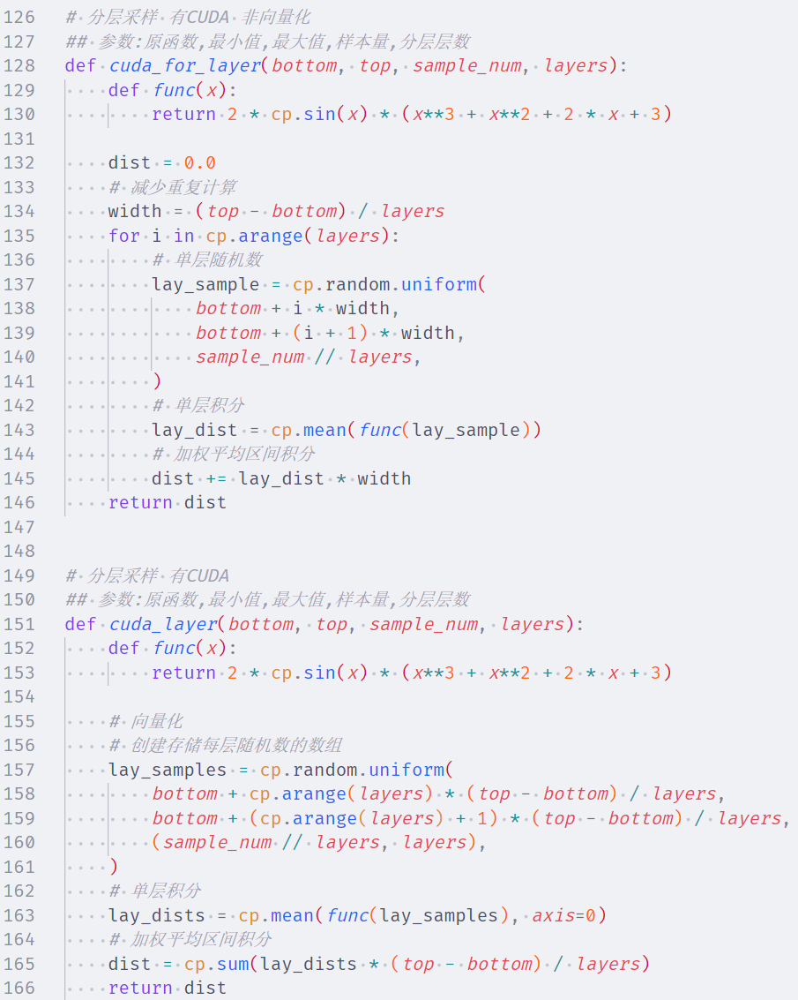 126 # 分层采样 有CUDA 非向量化
127 ## 参数:原函数,最小值,最大值,样本量,分层层数
128 def cuda_for_layer(bottom, top, sample_num, layers):
129     def func(x):
130         return 2 * cp.sin(x) * (x**3 + x**2 + 2 * x + 3)
131
132     dist = 0.0
133     # 减少重复计算
134     width = (top - bottom) / layers
135     for i in cp.arange(layers):
136         # 单层随机数
137         lay_sample = cp.random.uniform(
138             bottom + i * width,
139             bottom + (i + 1) * width,
140             sample_num // layers,
141         )
142         # 单层积分
143         lay_dist = cp.mean(func(lay_sample))
144         # 加权平均区间积分
145         dist += lay_dist * width
146     return dist
147
148
149 # 分层采样 有CUDA
150 ## 参数:原函数,最小值,最大值,样本量,分层层数
151 def cuda_layer(bottom, top, sample_num, layers):
152     def func(x):
153         return 2 * cp.sin(x) * (x**3 + x**2 + 2 * x + 3)
154
155     # 向量化
156     # 创建存储每层随机数的数组
157     lay_samples = cp.random.uniform(
158         bottom + cp.arange(layers) * (top - bottom) / layers,
159         bottom + (cp.arange(layers) + 1) * (top - bottom) / layers,
160         (sample_num // layers, layers),
161     )
162     # 单层积分
163     lay_dists = cp.mean(func(lay_samples), axis=0)
164     # 加权平均区间积分
165     dist = cp.sum(lay_dists * (top - bottom) / layers)
166     return dist